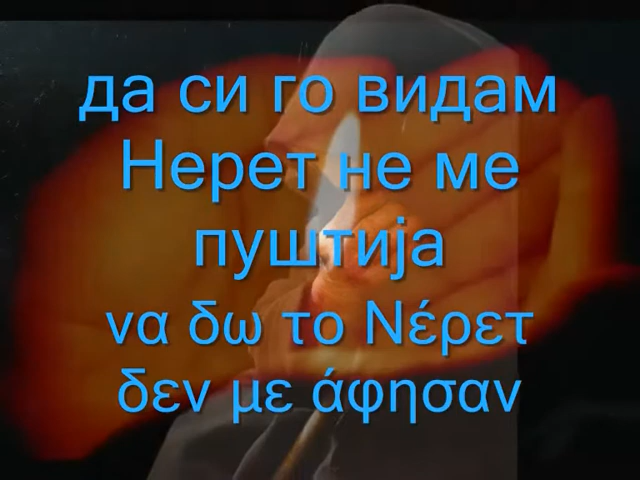 да си го видам
Нерет не ме
пуштија
να δω το Νέρετ
δεν με άφησαν